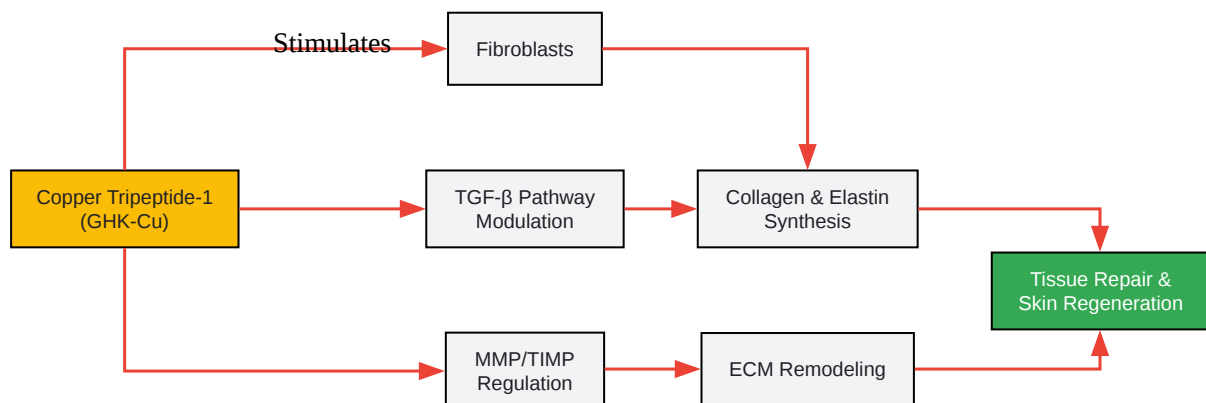 Stimulates
Fibroblasts
Copper Tripeptide-1
(GHK-Cu)
TGF-β Pathway
Modulation
Collagen & Elastin
Synthesis
Tissue Repair &
Skin Regeneration
MMP/TIMP
Regulation
ECM Remodeling